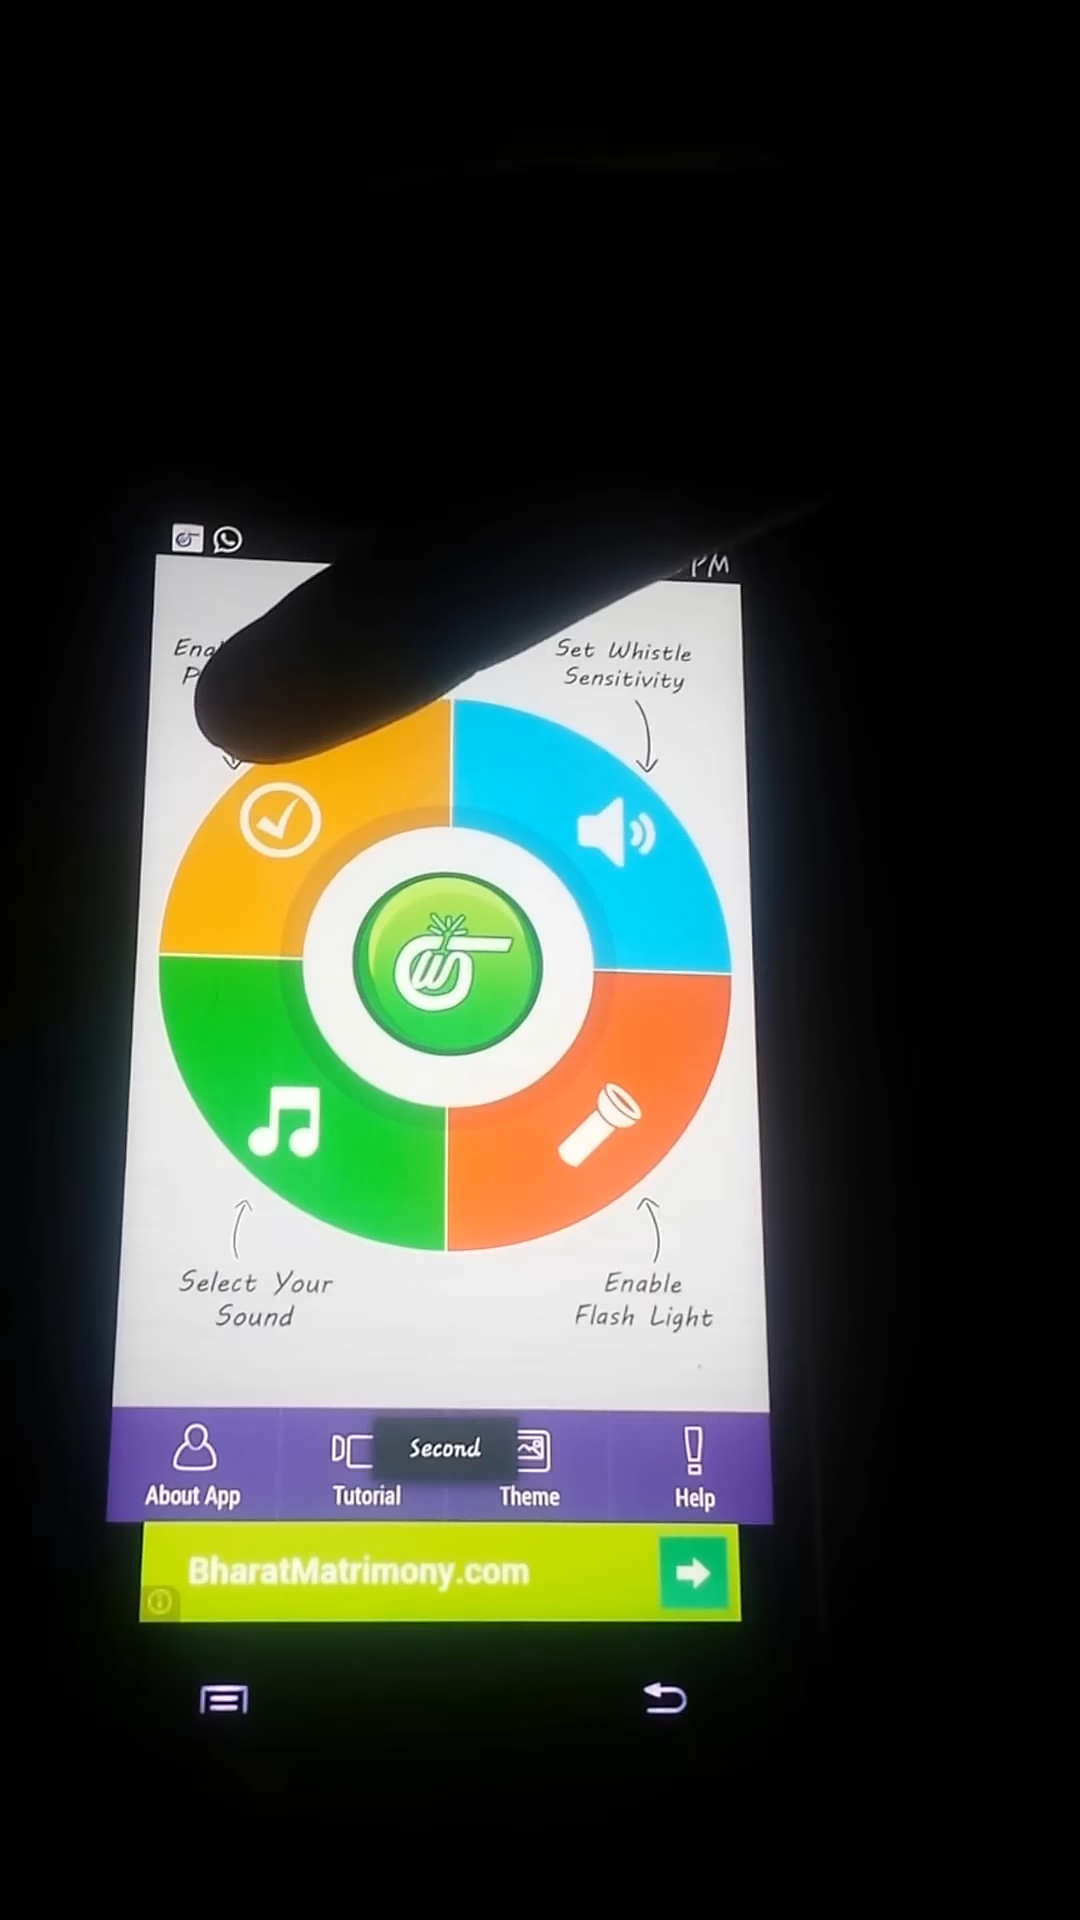 PM
Set Whistle
Sensitivity
Select Your
Sound
Enable
Flash Light
Second
About App
Tutorial
Theme
Help
BharatMatrimony.com